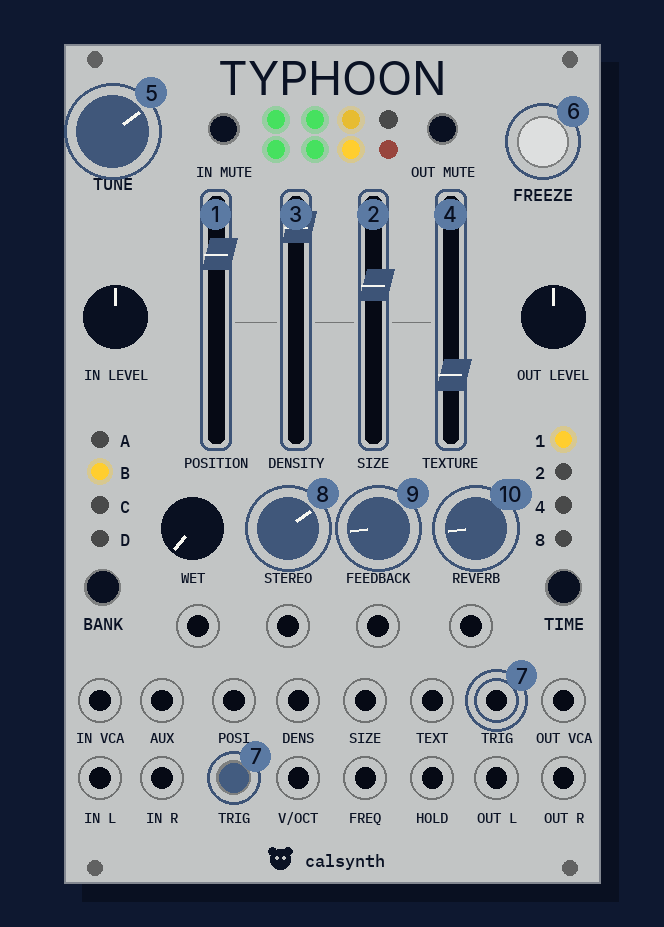 TYPHOON
5
6
TUNE
IN MUTE
OUT MUTE
FREEZE
1
3
2
4
IN LEVEL
OUT LEVEL
A
1
B
2
C
4
D
8
POSITION DENSITY SIZE TEXTURE
8
9
10
WET STEREO FEEDBACK REVERB
BANK
TIME
7
IN VCA AUX POSI DENS SIZE TEXT TRIG OUT VCA
7
IN L IN R TRIG V/OCT FREQ HOLD OUT L OUT R
calsynth